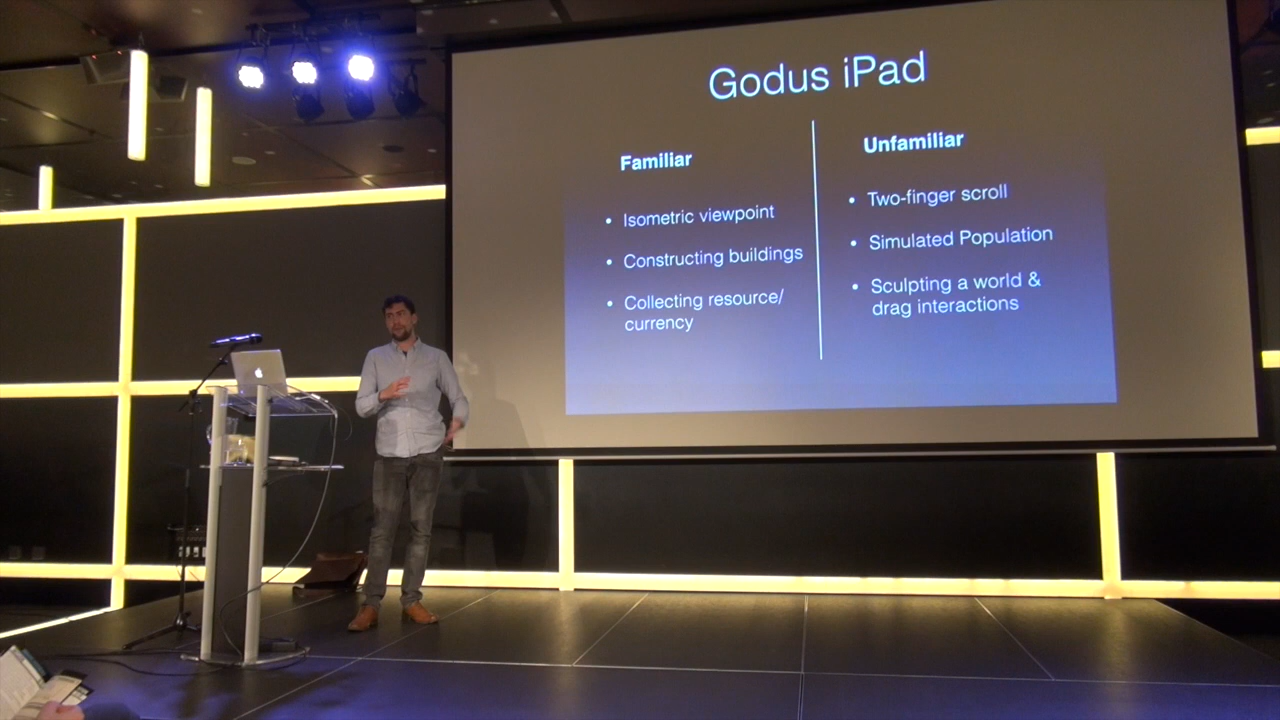 Godus iPad
Familiar
• Isometric viewpoint
• Constructing buildings
• Collecting resource/
currency
Unfamiliar
• Two-finger scroll
• Simulated Population
• Sculpting a world &
drag interactions